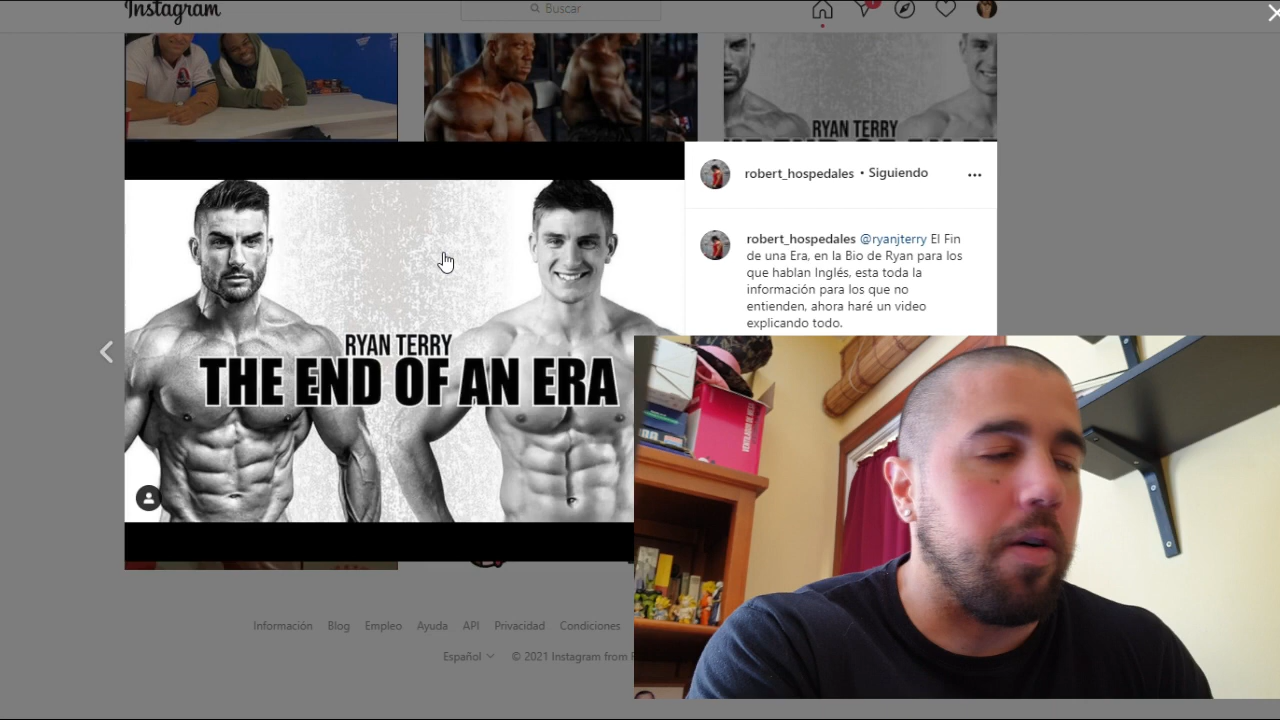 Instagram
Buscar
RYAN TERRY
robert_hospedales • Siguiendo
robert_hospedales @ryanjterry El Fin
de una Era, en la Bio de Ryan para los
que hablan Inglés, esta toda la
información para los que no
entienden, ahora haré un video
explicando todo.
RYAN TERRY
THE END OF AN ERA
Información Blog Empleo Ayuda API Privacidad Condiciones
Español © 2021 Instagram from